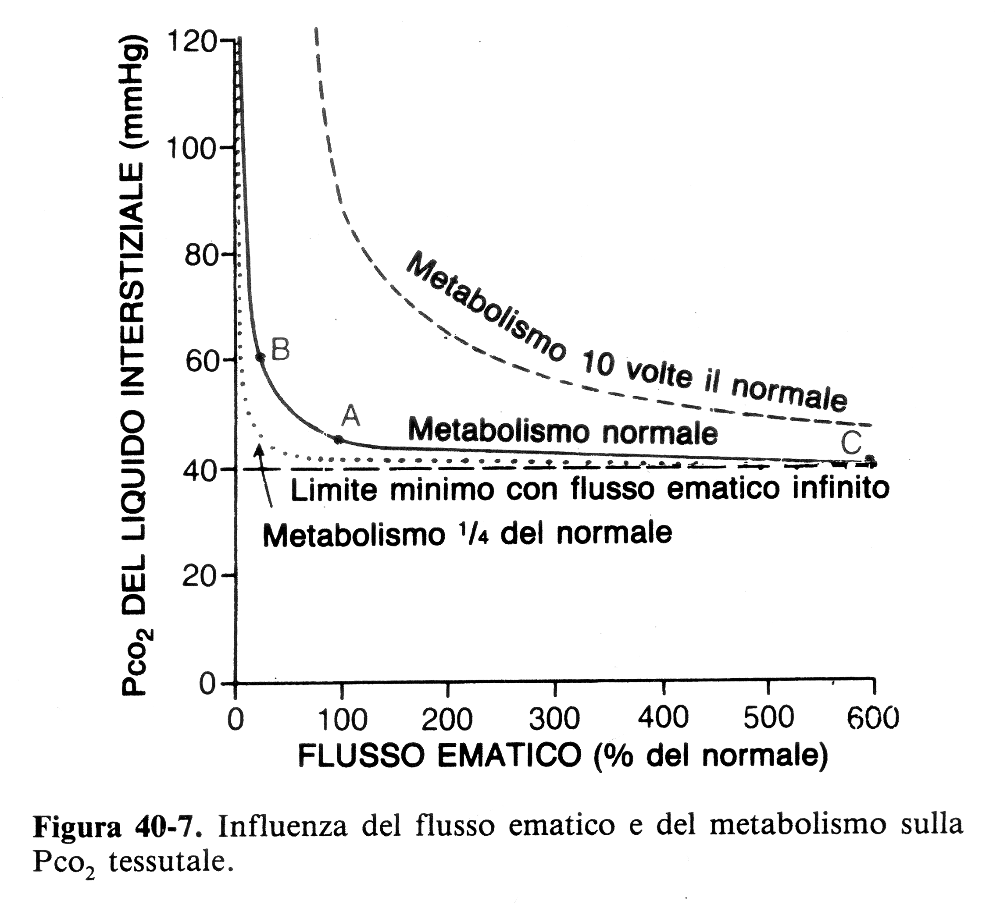 PCO₂ DEL LIQUIDO INTERSTIZIALE (mmHg)
120
100
80
60
40
20
0
B
A
C
Metabolismo 10 volte il normale
Metabolismo normale
Limite minimo con flusso ematico infinito
Metabolismo 1/4 del normale
0 100 200 300 400 500 600
FLUSSO EMATICO (% del normale)
Figura 40-7. Influenza del flusso ematico e del metabolismo sulla
Pco₂ tessutale.